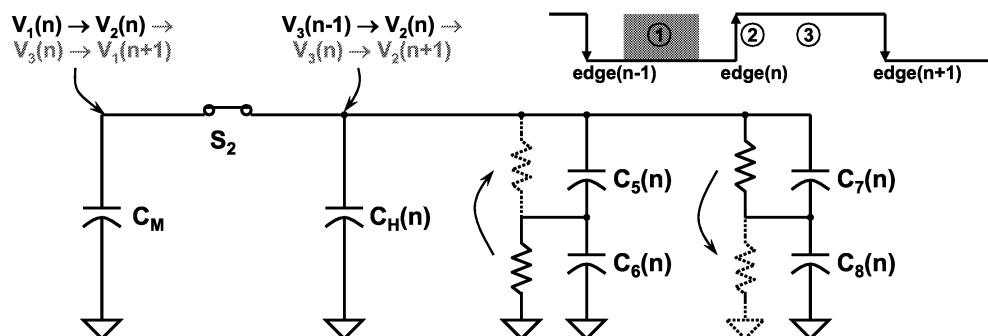 V₁(n) → V₂(n) →
V₃(n) → V₁(n+1)
V₃(n-1) → V₂(n) →
V₃(n) → V₂(n+1)
① ② ③
edge(n-1) edge(n) edge(n+1)
S₂
C_M
C_H(n)
C₅(n)
C₆(n)
C₇(n)
C₈(n)